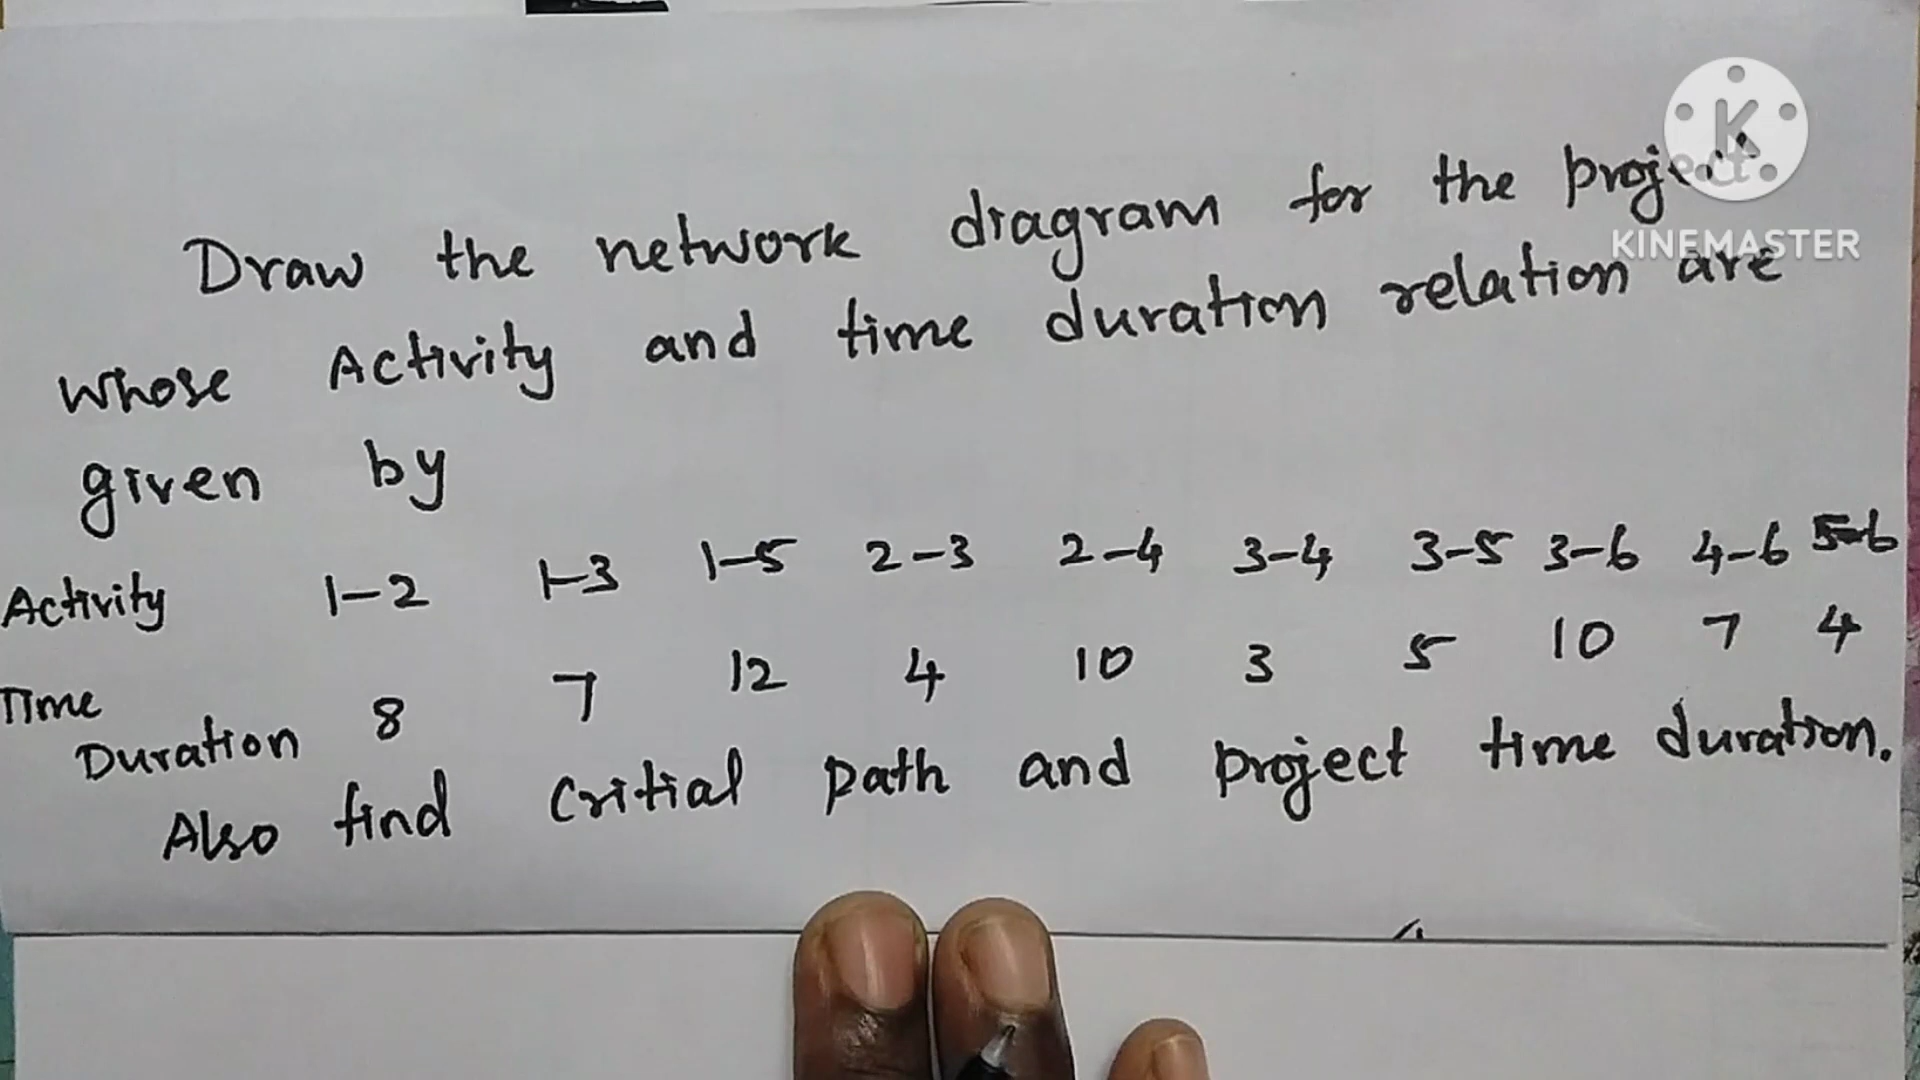 K
KINEMASTER
Draw the network diagram for the project
whose Activity and time duration relation are
given by
Activity 1-2 1-3 1-5 2-3 2-4 3-4 3-5 3-6 4-6 5-6
Time
Duration 8 7 12 4 10 3 5 10 7 4
Also find critial path and project time duration.